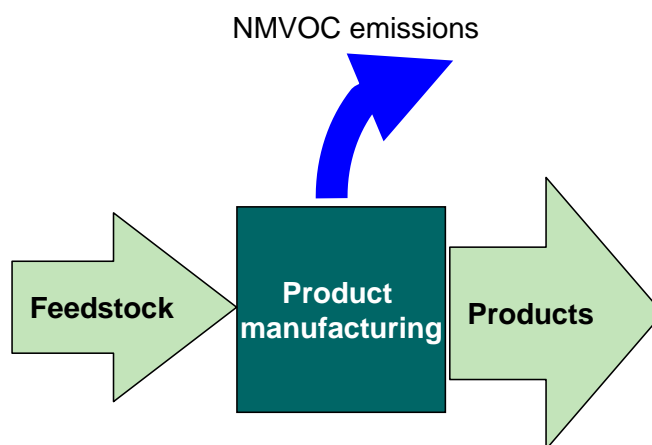 NMVOC emissions
Feedstock
Product
manufacturing
Products